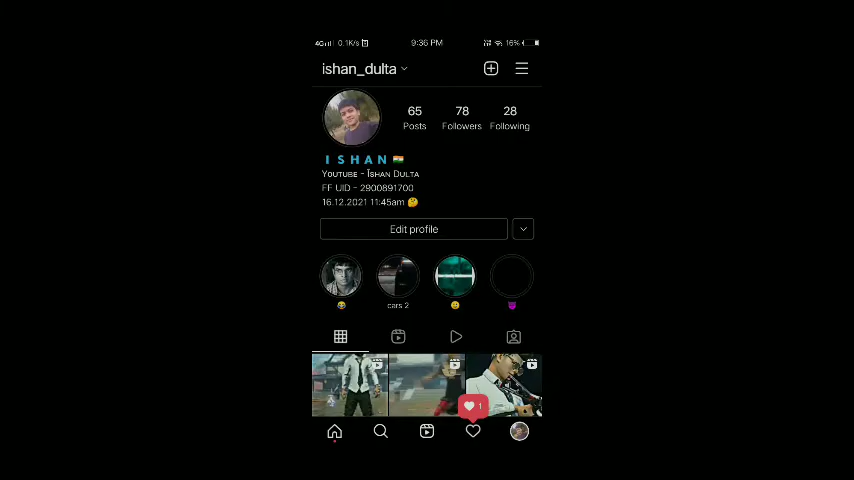 4G 0.1K/s 9:36 PM 16%
ishan_dulta
65 78 28
Posts Followers Following
I S H A N 🇮🇳
Youtube - Ishan Dulta
FF UID - 2900891700
16.12.2021 11:45am 🤔
Edit profile
😂 cars 2 🙂 😈
1